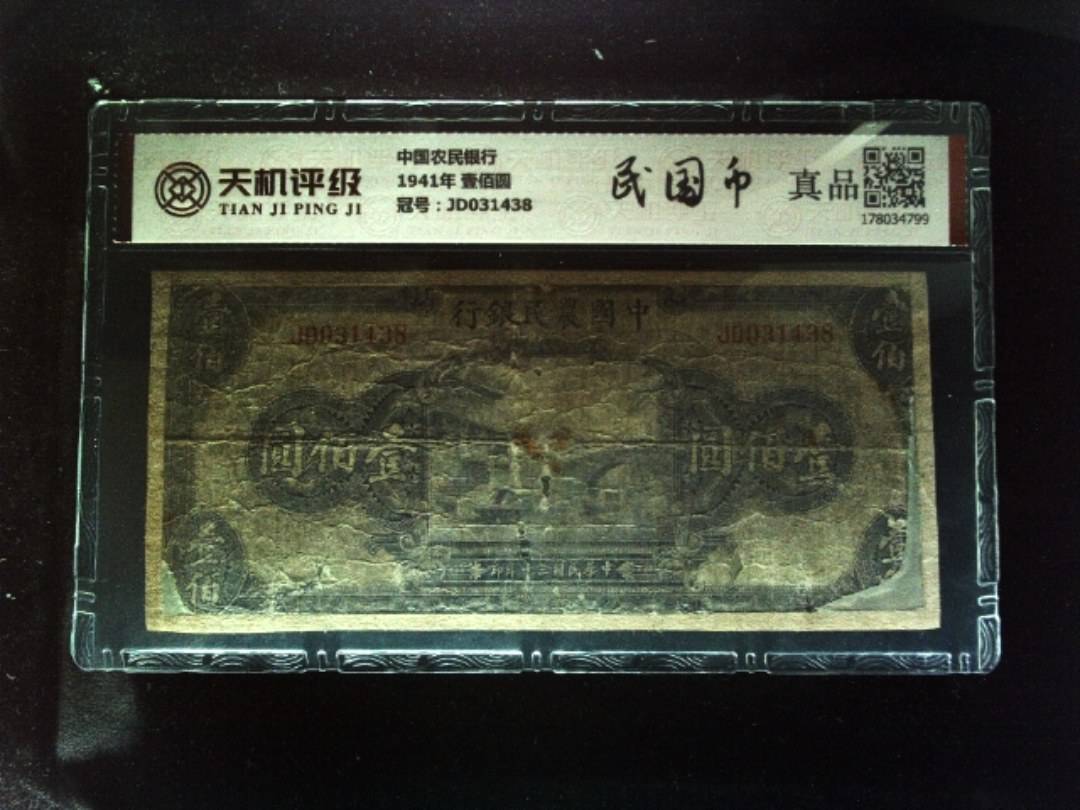 天机评级
TIAN JI PING JI
中国农民银行
1941年 壹佰圆
冠号：JD031438
民国币
真品
178034799
行銀民農國中
JD031438
JD031438
壹佰
壹佰
圓佰壹
圓佰壹
壹佰
壹